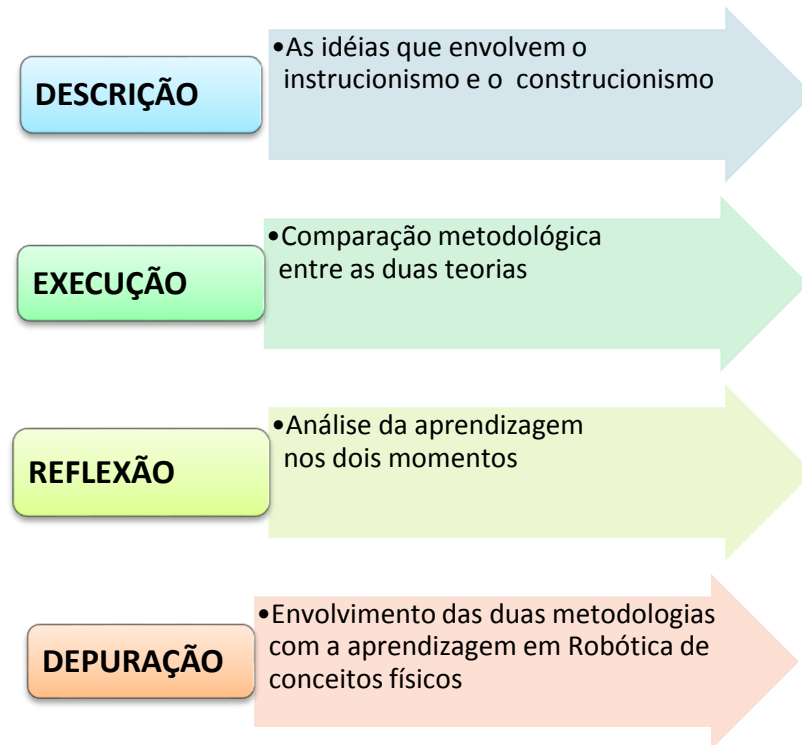 DESCRIÇÃO
•As idéias que envolvem o
instrucionismo e o construcionismo
EXECUÇÃO
•Comparação metodológica
entre as duas teorias
REFLEXÃO
•Análise da aprendizagem
nos dois momentos
DEPURAÇÃO
•Envolvimento das duas metodologias
com a aprendizagem em Robótica de
conceitos físicos